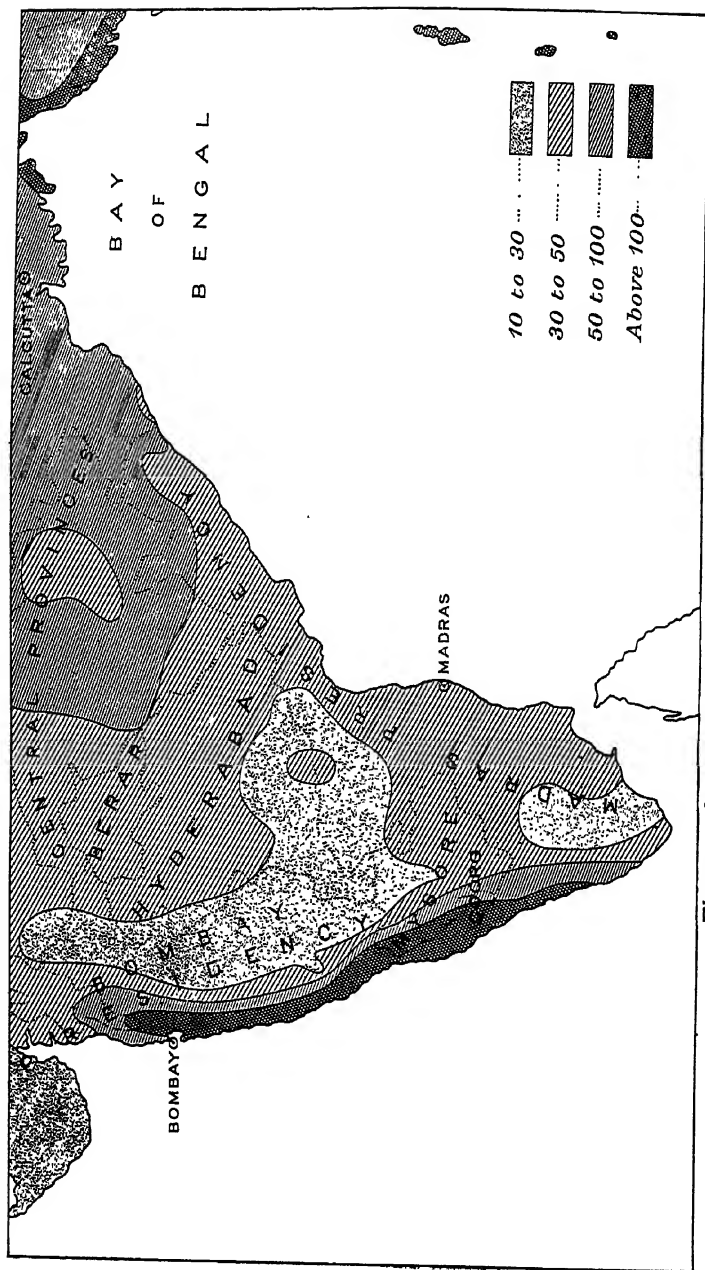 CALCUTTA
BAY
OF
BENGAL
CENTRAL PROVINCES
BERAR
HYDERABAD
BOMBAY
PRESIDENCY
BOMBAY
MYSORE
COORG
MADRAS
PRESIDENCY
MADRAS
10 to 30
30 to 50
50 to 100
Above 100